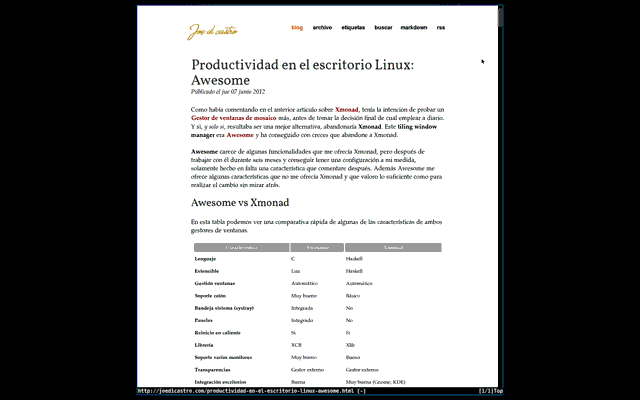 Joe di castro
blog archivo etiquetas buscar markdown rss
Productividad en el escritorio Linux:
Awesome
Publicado el jue 07 junio 2012
Como había comentando en el anterior articulo sobre Xmonad, tenía la intención de probar un
Gestor de ventanas de mosaico más, antes de tomar la decisión final de cual emplear a diario.
Y si, y solo si, resultaba ser una mejor alternativa, abandonaría Xmonad. Este tiling window
manager era Awesome y ha conseguido con creces que abandone a Xmonad.
Awesome carece de algunas funcionalidades que me ofrecía Xmonad, pero después de
trabajar con él durante seis meses y conseguir tener una configuración a mi medida,
solamente hecho en falta una característica que comentare después. Además Awesome me
ofrece algunas características que no me ofrecía Xmonad y que valoro lo suficiente como para
realizar el cambio sin mirar atrás.
Awesome vs Xmonad
En esta tabla podemos ver una comparativa rápida de algunas de las características de ambos
gestores de ventanas.
Característica Awesome Xmonad
Lenguaje C Haskell
Extensible Lua Haskell
Gestión ventanas Automático Automático
Soporte ratón Muy bueno Básico
Bandeja sistema (systray) Integrada No
Paneles Integrado No
Reinicio en caliente Si Si
Librería XCB Xlib
Soporte varios monitores Muy bueno Bueno
Transparencias Gestor externo Gestor externo
Integración escritorios Buena Muy buena (Gnome, KDE)
http://joedicastro.com/productividad-en-el-escritorio-linux-awesome.html (-) [1/1]Top